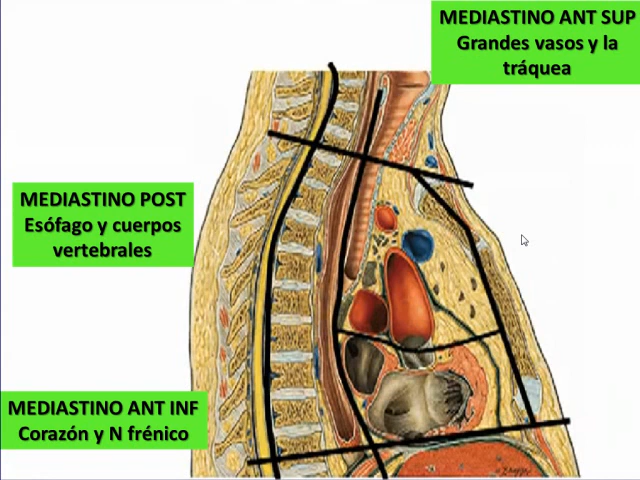 MEDIASTINO ANT SUP
Grandes vasos y la
tráquea
MEDIASTINO POST
Esófago y cuerpos
vertebrales
MEDIASTINO ANT INF
Corazón y N frénico